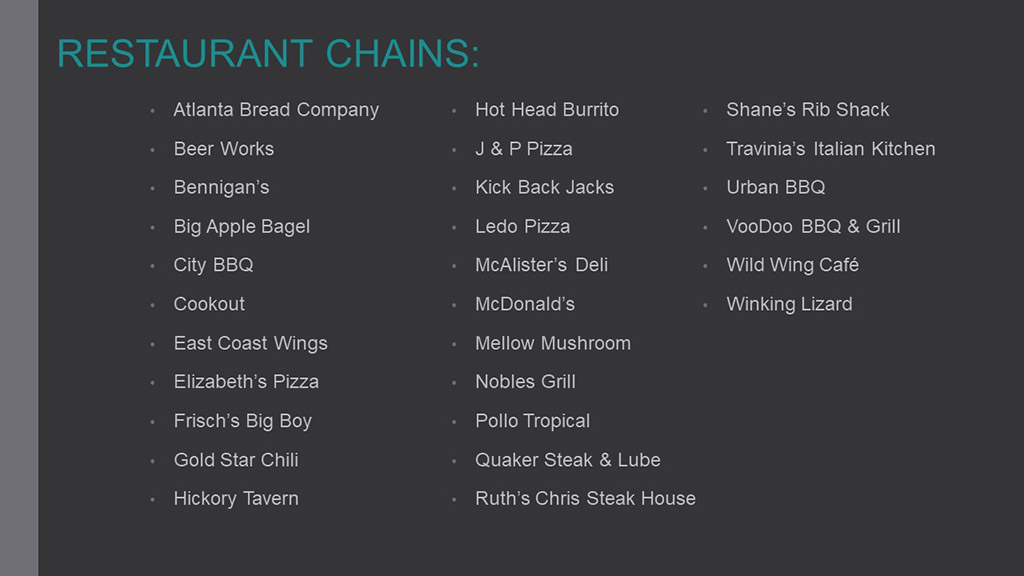 RESTAURANT CHAINS:
• Atlanta Bread Company
• Beer Works
• Bennigan’s
• Big Apple Bagel
• City BBQ
• Cookout
• East Coast Wings
• Elizabeth’s Pizza
• Frisch’s Big Boy
• Gold Star Chili
• Hickory Tavern
• Hot Head Burrito
• J & P Pizza
• Kick Back Jacks
• Ledo Pizza
• McAlister’s Deli
• McDonald’s
• Mellow Mushroom
• Nobles Grill
• Pollo Tropical
• Quaker Steak & Lube
• Ruth’s Chris Steak House
• Shane’s Rib Shack
• Travinia’s Italian Kitchen
• Urban BBQ
• VooDoo BBQ & Grill
• Wild Wing Café
• Winking Lizard